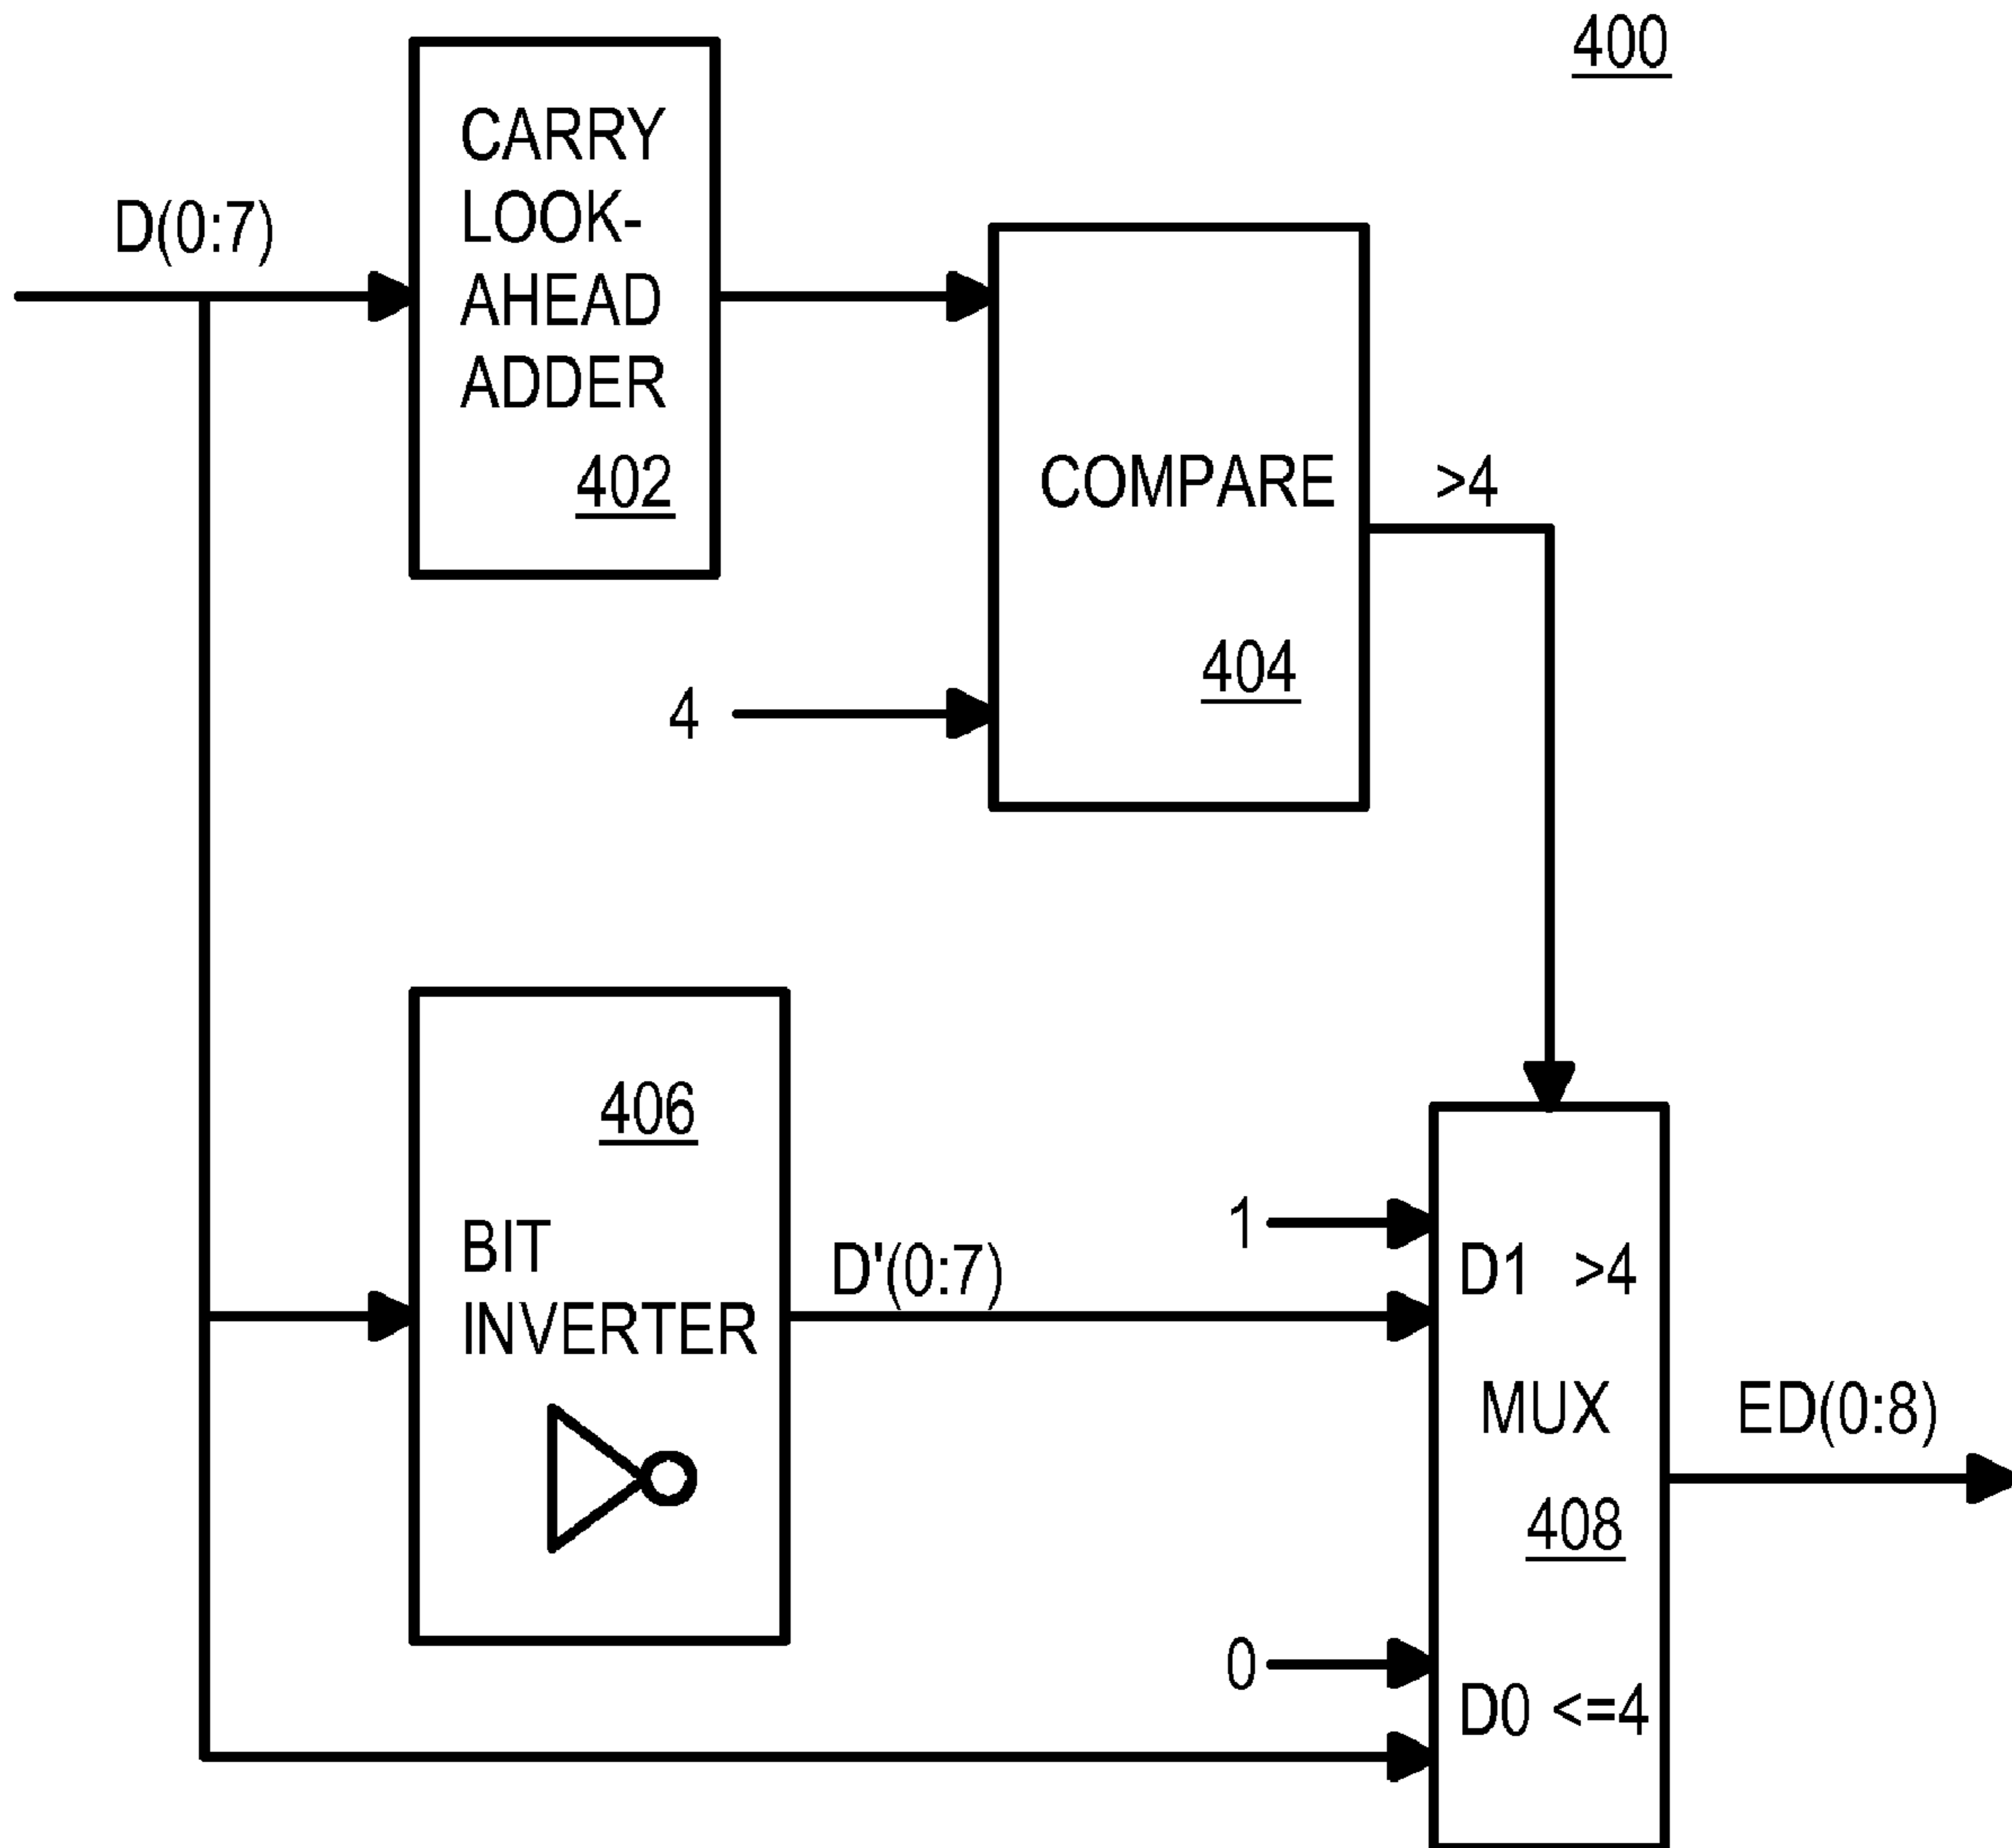 400
D(0:7)
CARRY
LOOK-
AHEAD
ADDER
402
4
COMPARE
404
>4
406
BIT
INVERTER
D'(0:7)
1
D1 >4
MUX
408
0
D0 <=4
ED(0:8)